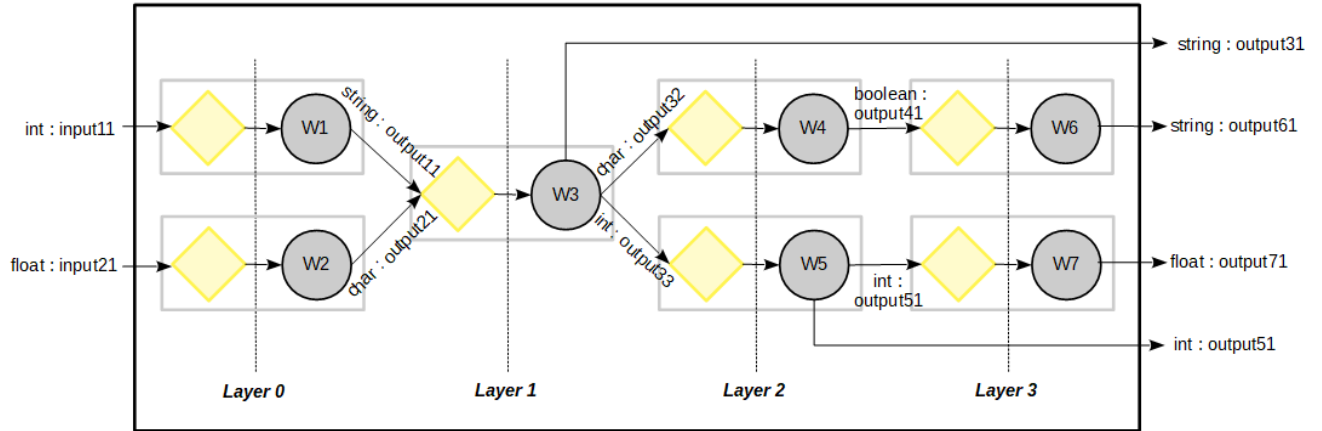 string : output31
int : input11
W1
string : output11
char : output32
W4
boolean :
output41
W6
string : output61
W3
float : input21
W2
char : output21
int : output33
W5
int :
output51
W7
float : output71
int : output51
Layer 0
Layer 1
Layer 2
Layer 3